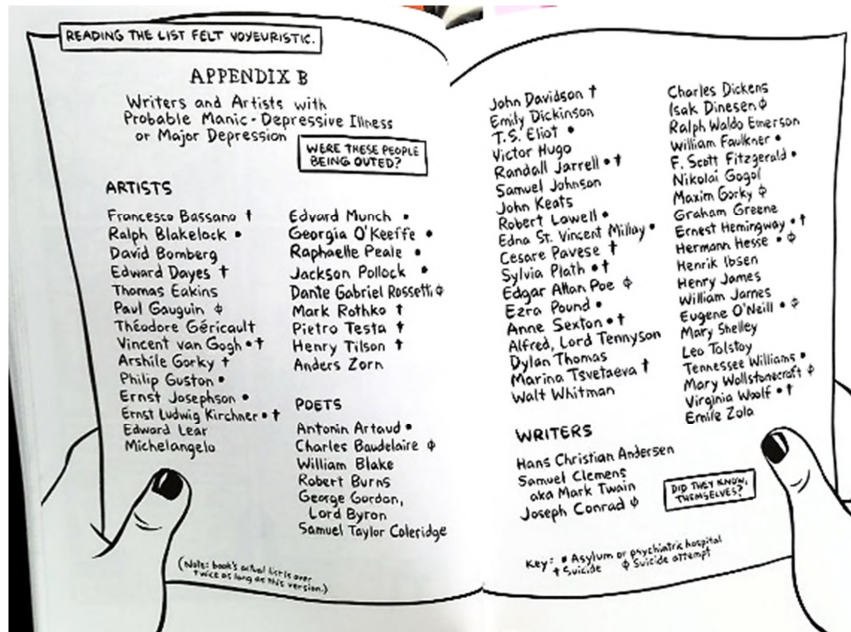 READING THE LIST FELT VOYEURISTIC.
APPENDIX B
Writers and Artists with
Probable Manic-Depressive Illness
or Major Depression
WERE THESE PEOPLE
BEING OUTED?
ARTISTS
Francesco Bassano †
Ralph Blakelock •
David Bomberg
Edward Dayes †
Thomas Eakins
Paul Gauguin ϕ
Théodore Géricault
Vincent van Gogh • †
Arshile Gorky †
Philip Guston •
Ernst Josephson •
Ernst Ludwig Kirchner • †
Edward Lear
Michelangelo
Edvard Munch •
Georgia O'Keeffe •
Raphaelle Peale •
Jackson Pollock •
Dante Gabriel Rossetti ϕ
Mark Rothko †
Pietro Testa †
Henry Tilson †
Anders Zorn
POETS
Antonin Artaud •
Charles Baudelaire ϕ
William Blake
Robert Burns
George Gordon,
Lord Byron
Samuel Taylor Coleridge
(Note: book's actual list is over
twice as long as this version.)
John Davidson †
Emily Dickinson
T.S. Eliot •
Victor Hugo
Randall Jarrell • †
Samuel Johnson
John Keats
Robert Lowell •
Edna St. Vincent Millay •
Cesare Pavese †
Sylvia Plath • †
Edgar Allan Poe ϕ
Ezra Pound •
Anne Sexton • †
Alfred, Lord Tennyson
Dylan Thomas
Marina Tsvetaeva †
Walt Whitman
WRITERS
Hans Christian Andersen
Samuel Clemens
aka Mark Twain
Joseph Conrad ϕ
Charles Dickens
Isak Dinesen ϕ
Ralph Waldo Emerson
William Faulkner •
F. Scott Fitzgerald •
Nikolai Gogol
Maxim Gorky ϕ
Graham Greene
Ernest Hemingway • †
Hermann Hesse • ϕ
Henrik Ibsen
Henry James
William James
Eugene O'Neill • ϕ
Mary Shelley
Leo Tolstoy
Tennessee Williams •
Mary Wollstonecraft ϕ
Virginia Woolf • †
Emile Zola
DID THEY KNOW,
THEMSELVES?
Key: • Asylum or psychiatric hospital
† Suicide ϕ Suicide attempt